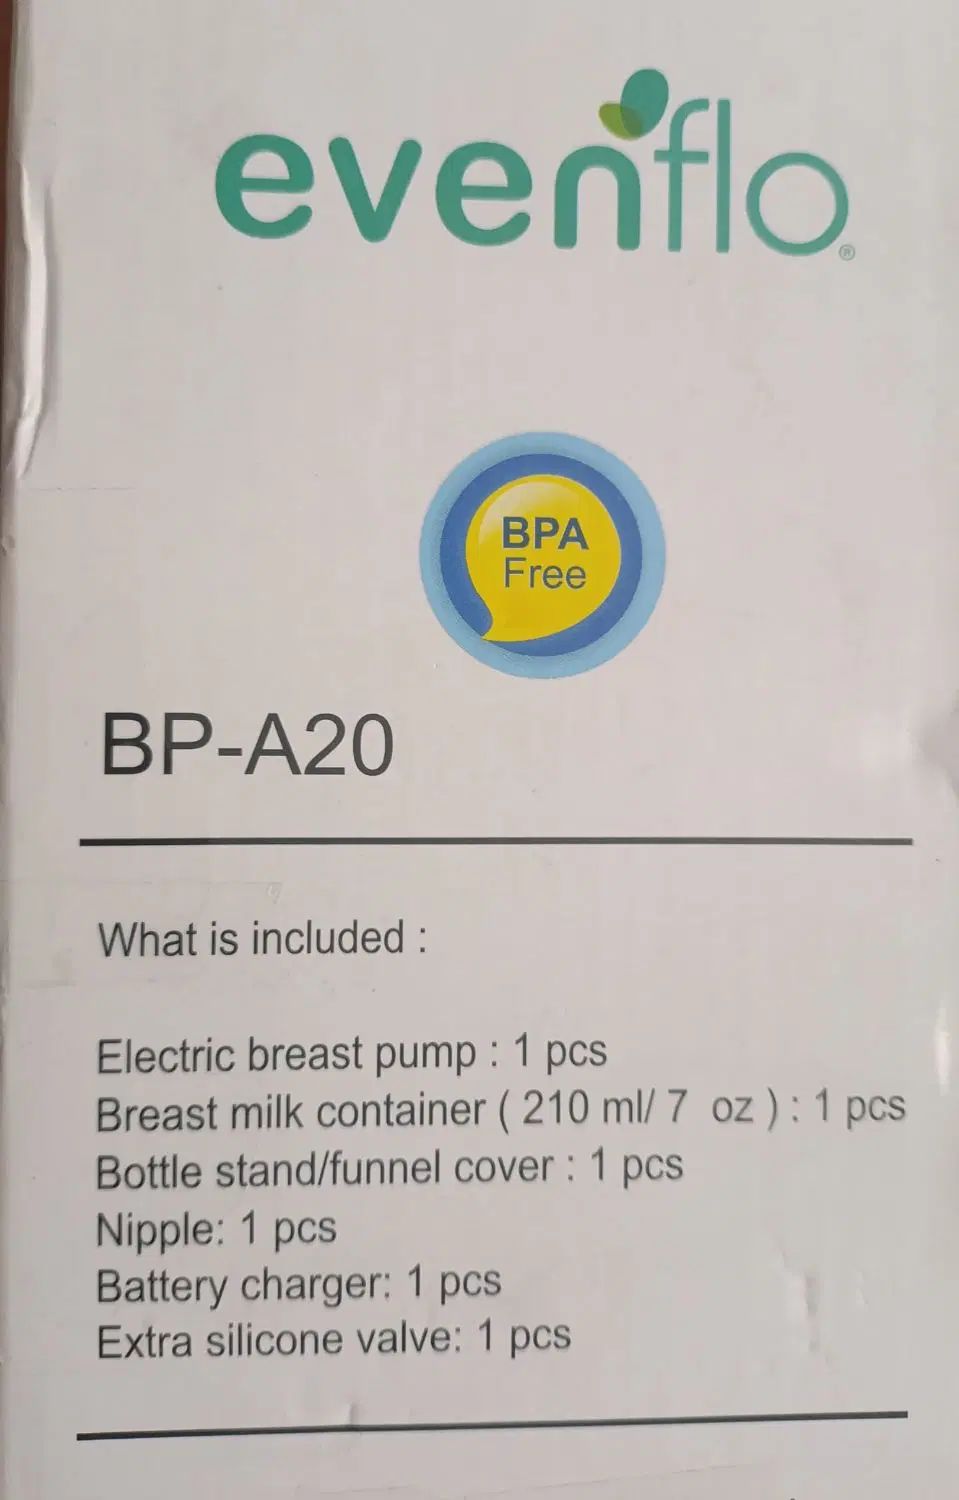 evenflo®
BPA
Free
BP-A20
What is included :
Electric breast pump : 1 pcs
Breast milk container ( 210 ml/ 7 oz ) : 1 pcs
Bottle stand/funnel cover : 1 pcs
Nipple: 1 pcs
Battery charger: 1 pcs
Extra silicone valve: 1 pcs